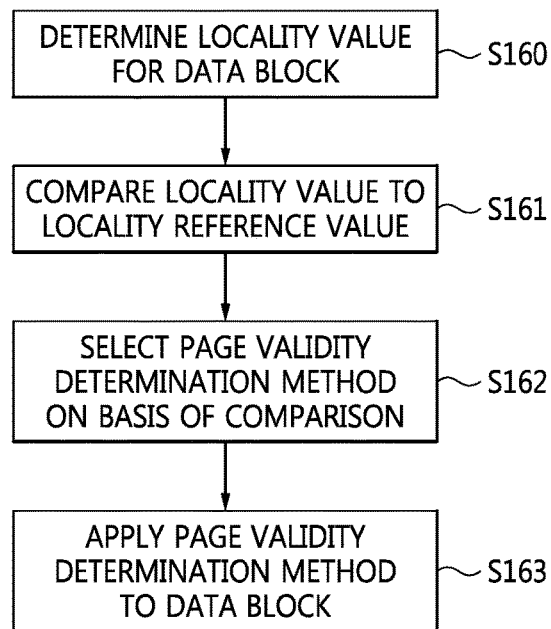 DETERMINE LOCALITY VALUE
FOR DATA BLOCK
S160
COMPARE LOCALITY VALUE TO
LOCALITY REFERENCE VALUE
S161
SELECT PAGE VALIDITY
DETERMINATION METHOD
ON BASIS OF COMPARISON
S162
APPLY PAGE VALIDITY
DETERMINATION METHOD
TO DATA BLOCK
S163